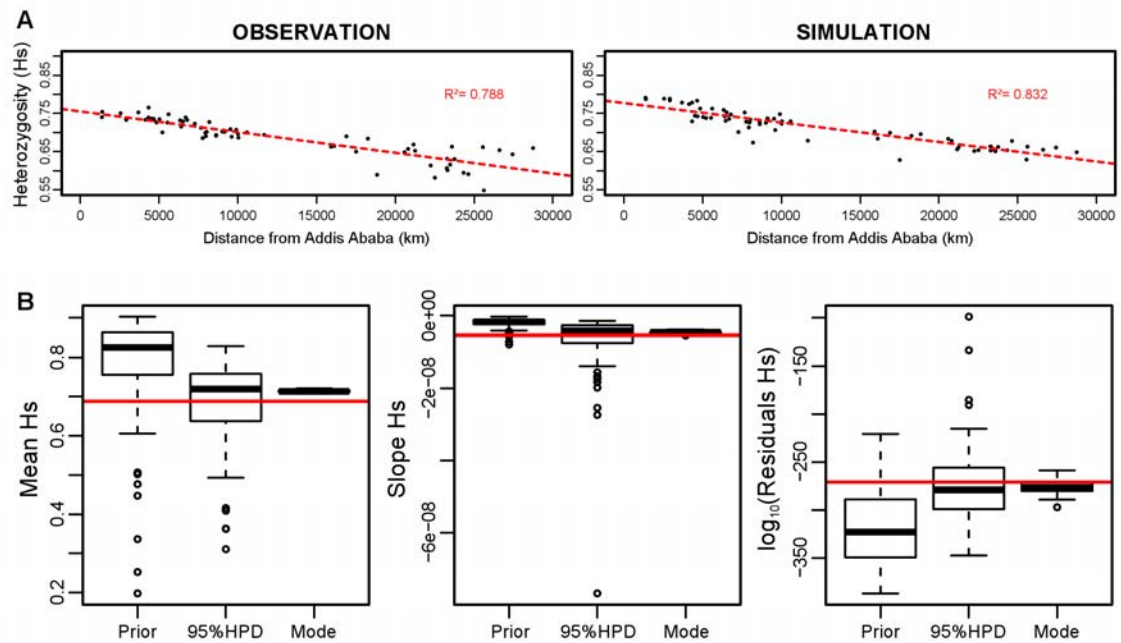 A
OBSERVATION
SIMULATION
Heterozygosity (Hs)
0.85
0.75
0.65
0.55
R²= 0.788
0 5000 10000 15000 20000 25000 30000
Distance from Addis Ababa (km)
0.85
0.75
0.65
0.55
R²= 0.832
0 5000 10000 15000 20000 25000 30000
Distance from Addis Ababa (km)
B
Mean Hs
0.8
0.6
0.4
0.2
Prior 95%HPD Mode
Slope Hs
0e+00
−2e−08
−6e−08
Prior 95%HPD Mode
log₁₀(Residuals Hs)
−150
−250
−350
Prior 95%HPD Mode